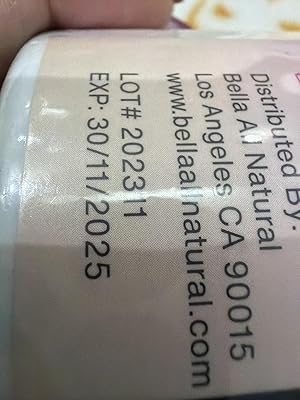 Distributed By:
Bella All Natural
Los Angeles CA 90015
www.bellaallnatural.com
LOT# 202311
EXP: 30/11/2025